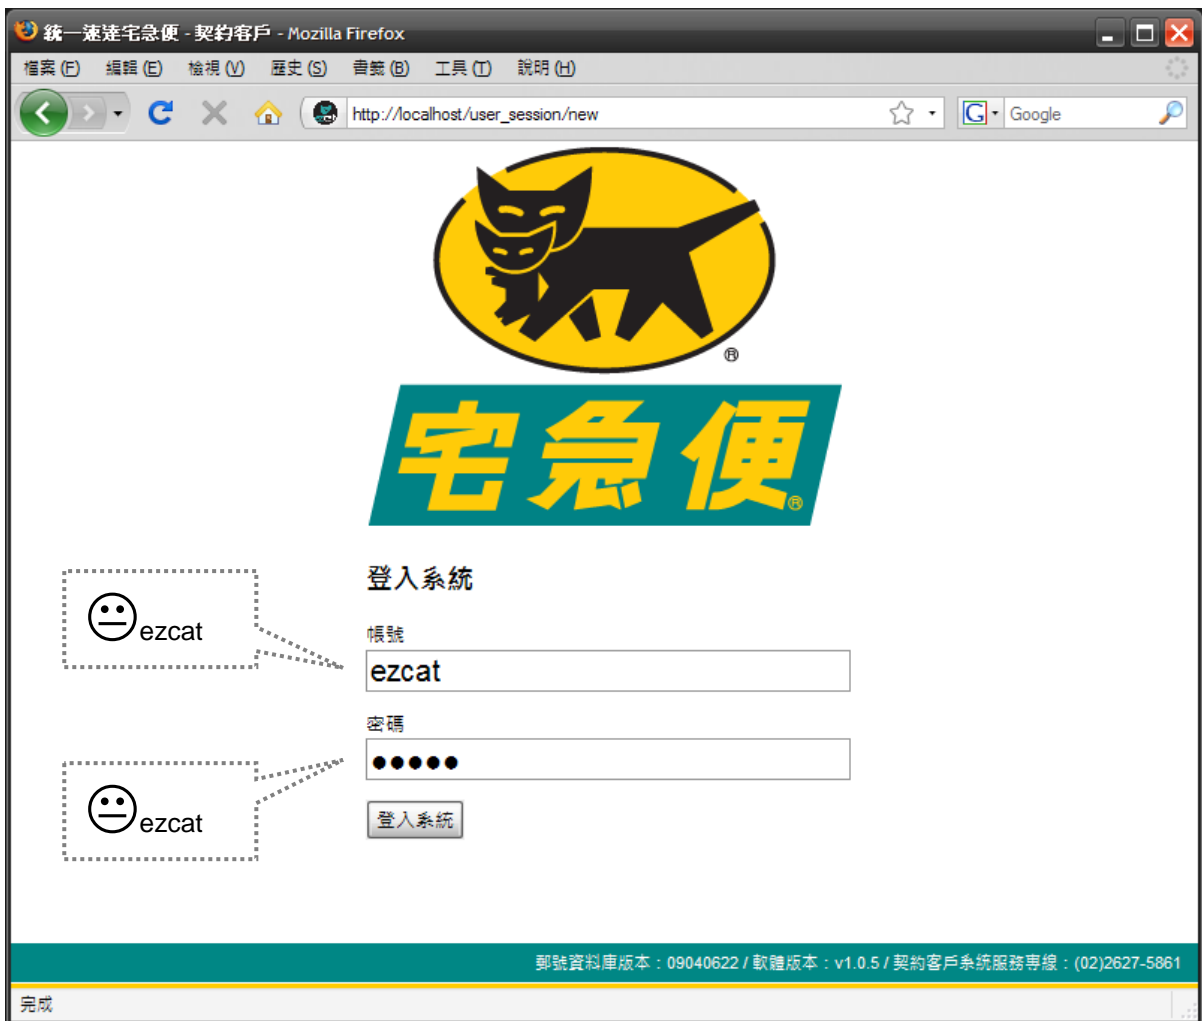 統一速達宅急便 - 契約客戶 - Mozilla Firefox
檔案 (F) 編輯 (E) 檢視 (V) 歷史 (S) 書籤 (B) 工具 (T) 說明 (H)
http://localhost/user_session/new
Google
®
宅急便®
登入系統
ezcat
帳號
ezcat
密碼
●●●●●
ezcat
登入系統
郵號資料庫版本：09040622 / 軟體版本：v1.0.5 / 契約客戶系統服務專線：(02)2627-5861
完成